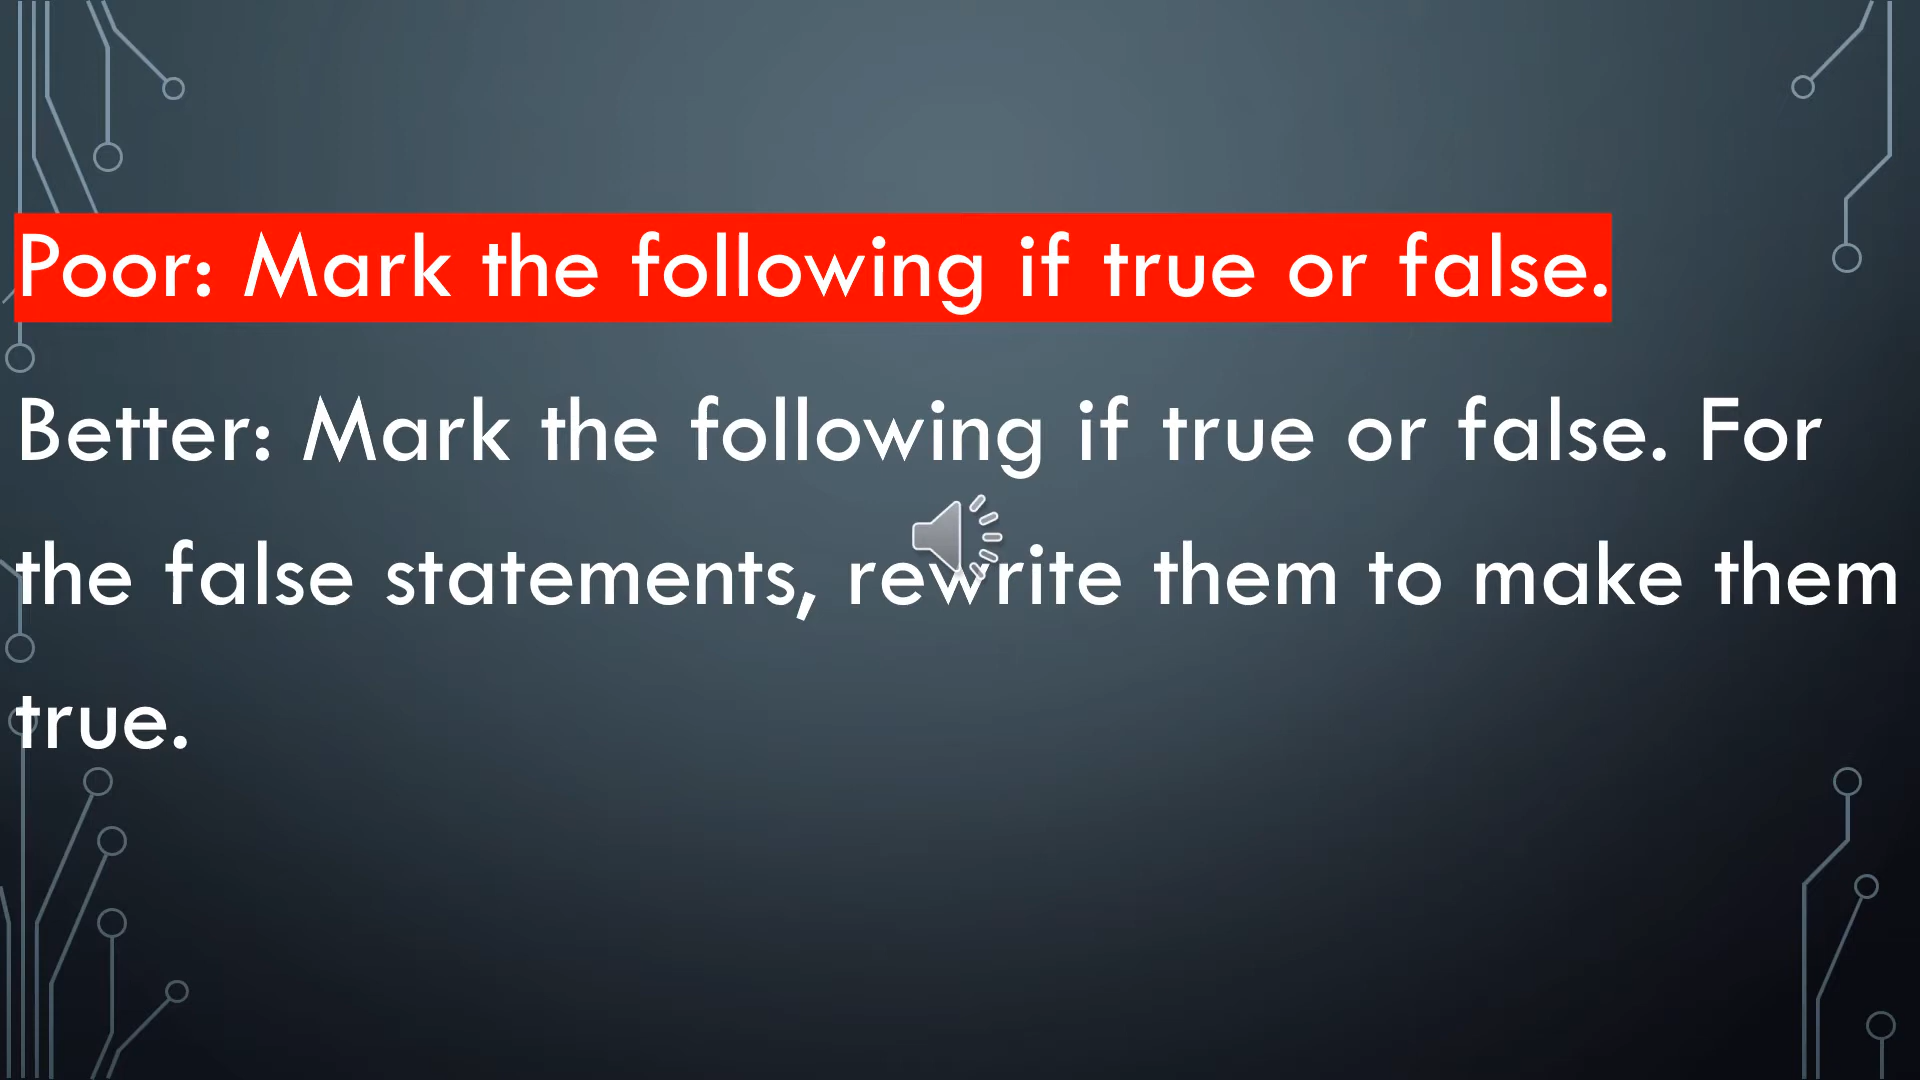 Poor: Mark the following if true or false.
Better: Mark the following if true or false. For
the false statements, rewrite them to make them
true.